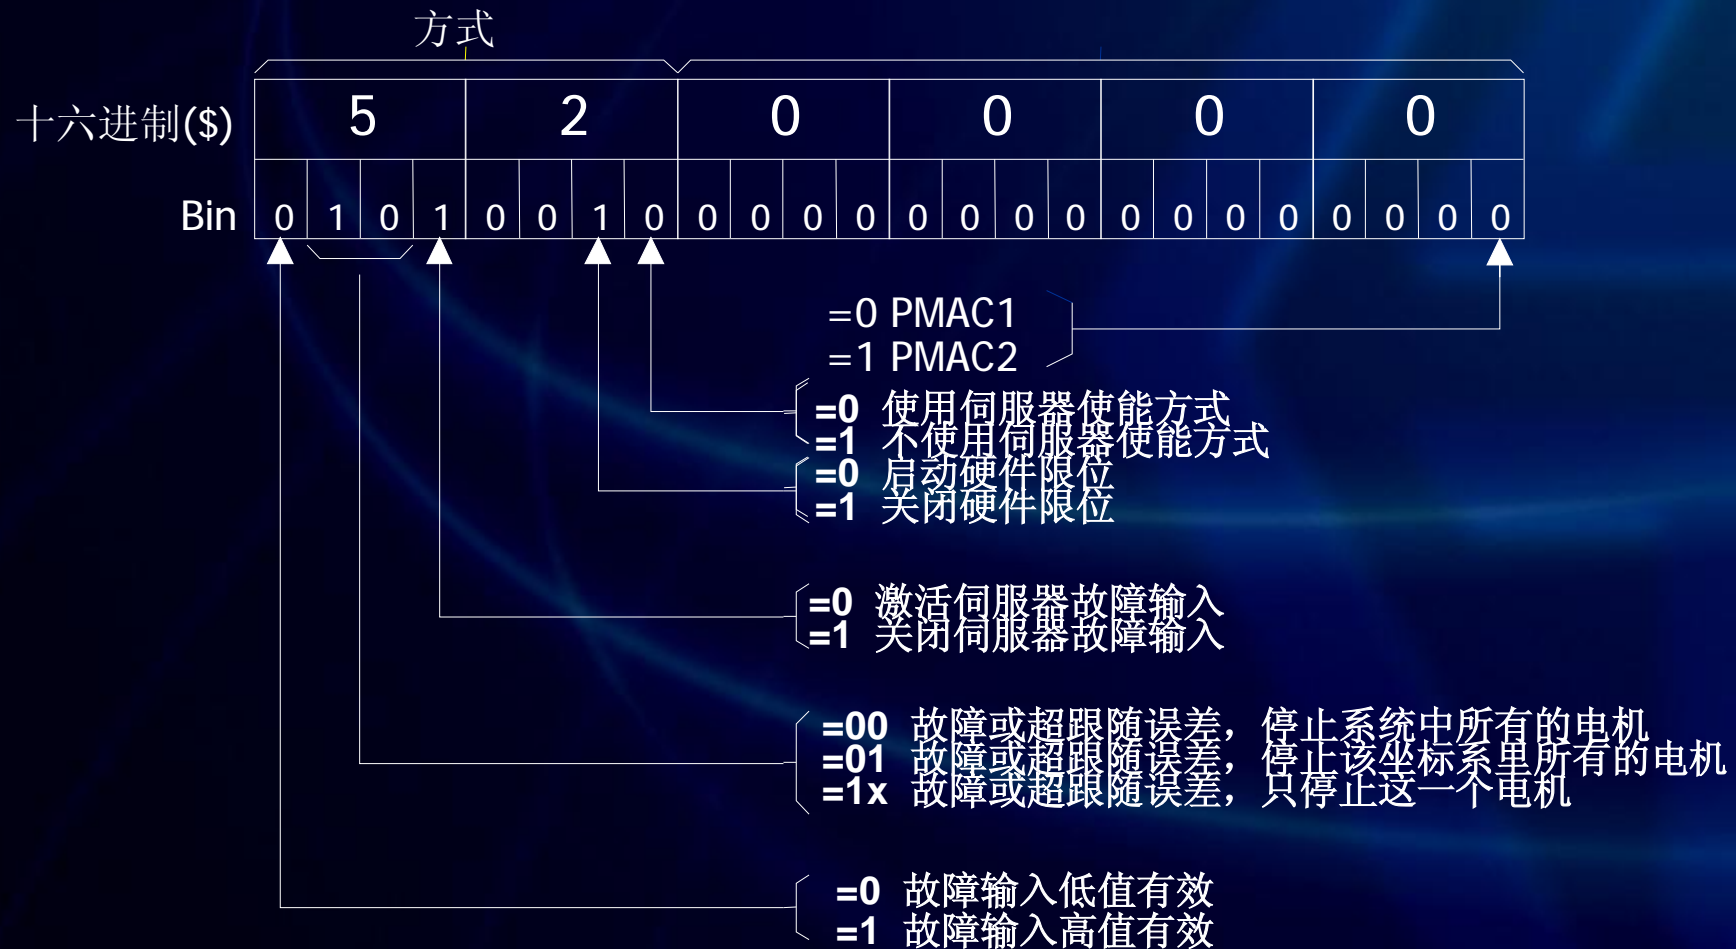 方式
十六进制($) 5 2 0 0 0 0
Bin 0 1 0 1 0 0 1 0 0 0 0 0 0 0 0 0 0 0 0 0 0 0 0 0
=0 PMAC1
=1 PMAC2
=0 使用伺服器使能方式
=1 不使用伺服器使能方式
=0 启动硬件限位
=1 关闭硬件限位
=0 激活伺服器故障输入
=1 关闭伺服器故障输入
=00 故障或超跟随误差，停止系统中所有的电机
=01 故障或超跟随误差，停止该坐标系里所有的电机
=1x 故障或超跟随误差，只停止这一个电机
=0 故障输入低值有效
=1 故障输入高值有效